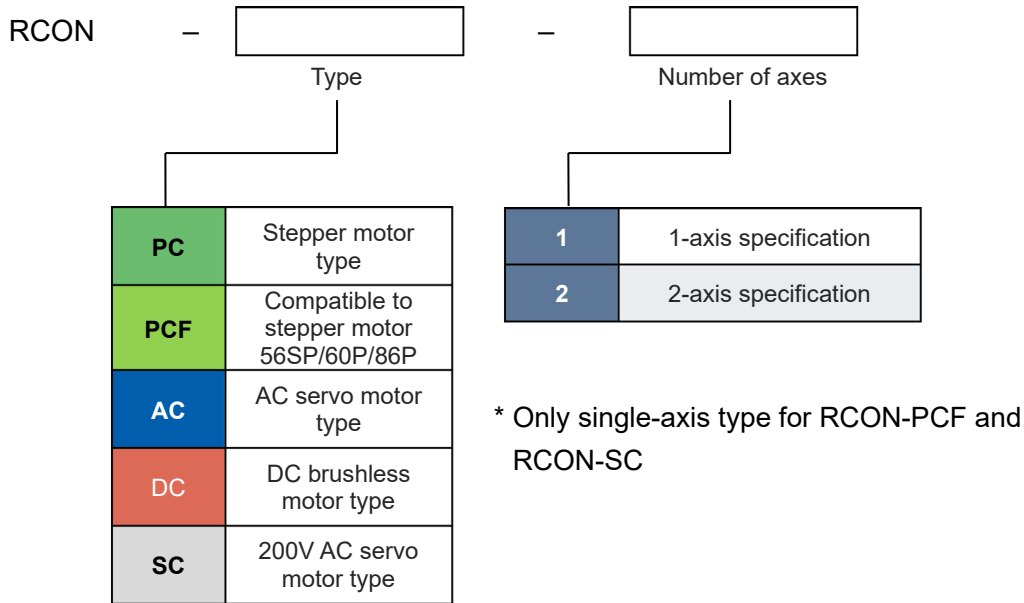 RCON – –
Type Number of axes
PC Stepper motor
type
PCF Compatible to
stepper motor
56SP/60P/86P
AC AC servo motor
type
DC DC brushless
motor type
SC 200V AC servo
motor type
1 1-axis specification
2 2-axis specification
* Only single-axis type for RCON-PCF and
RCON-SC